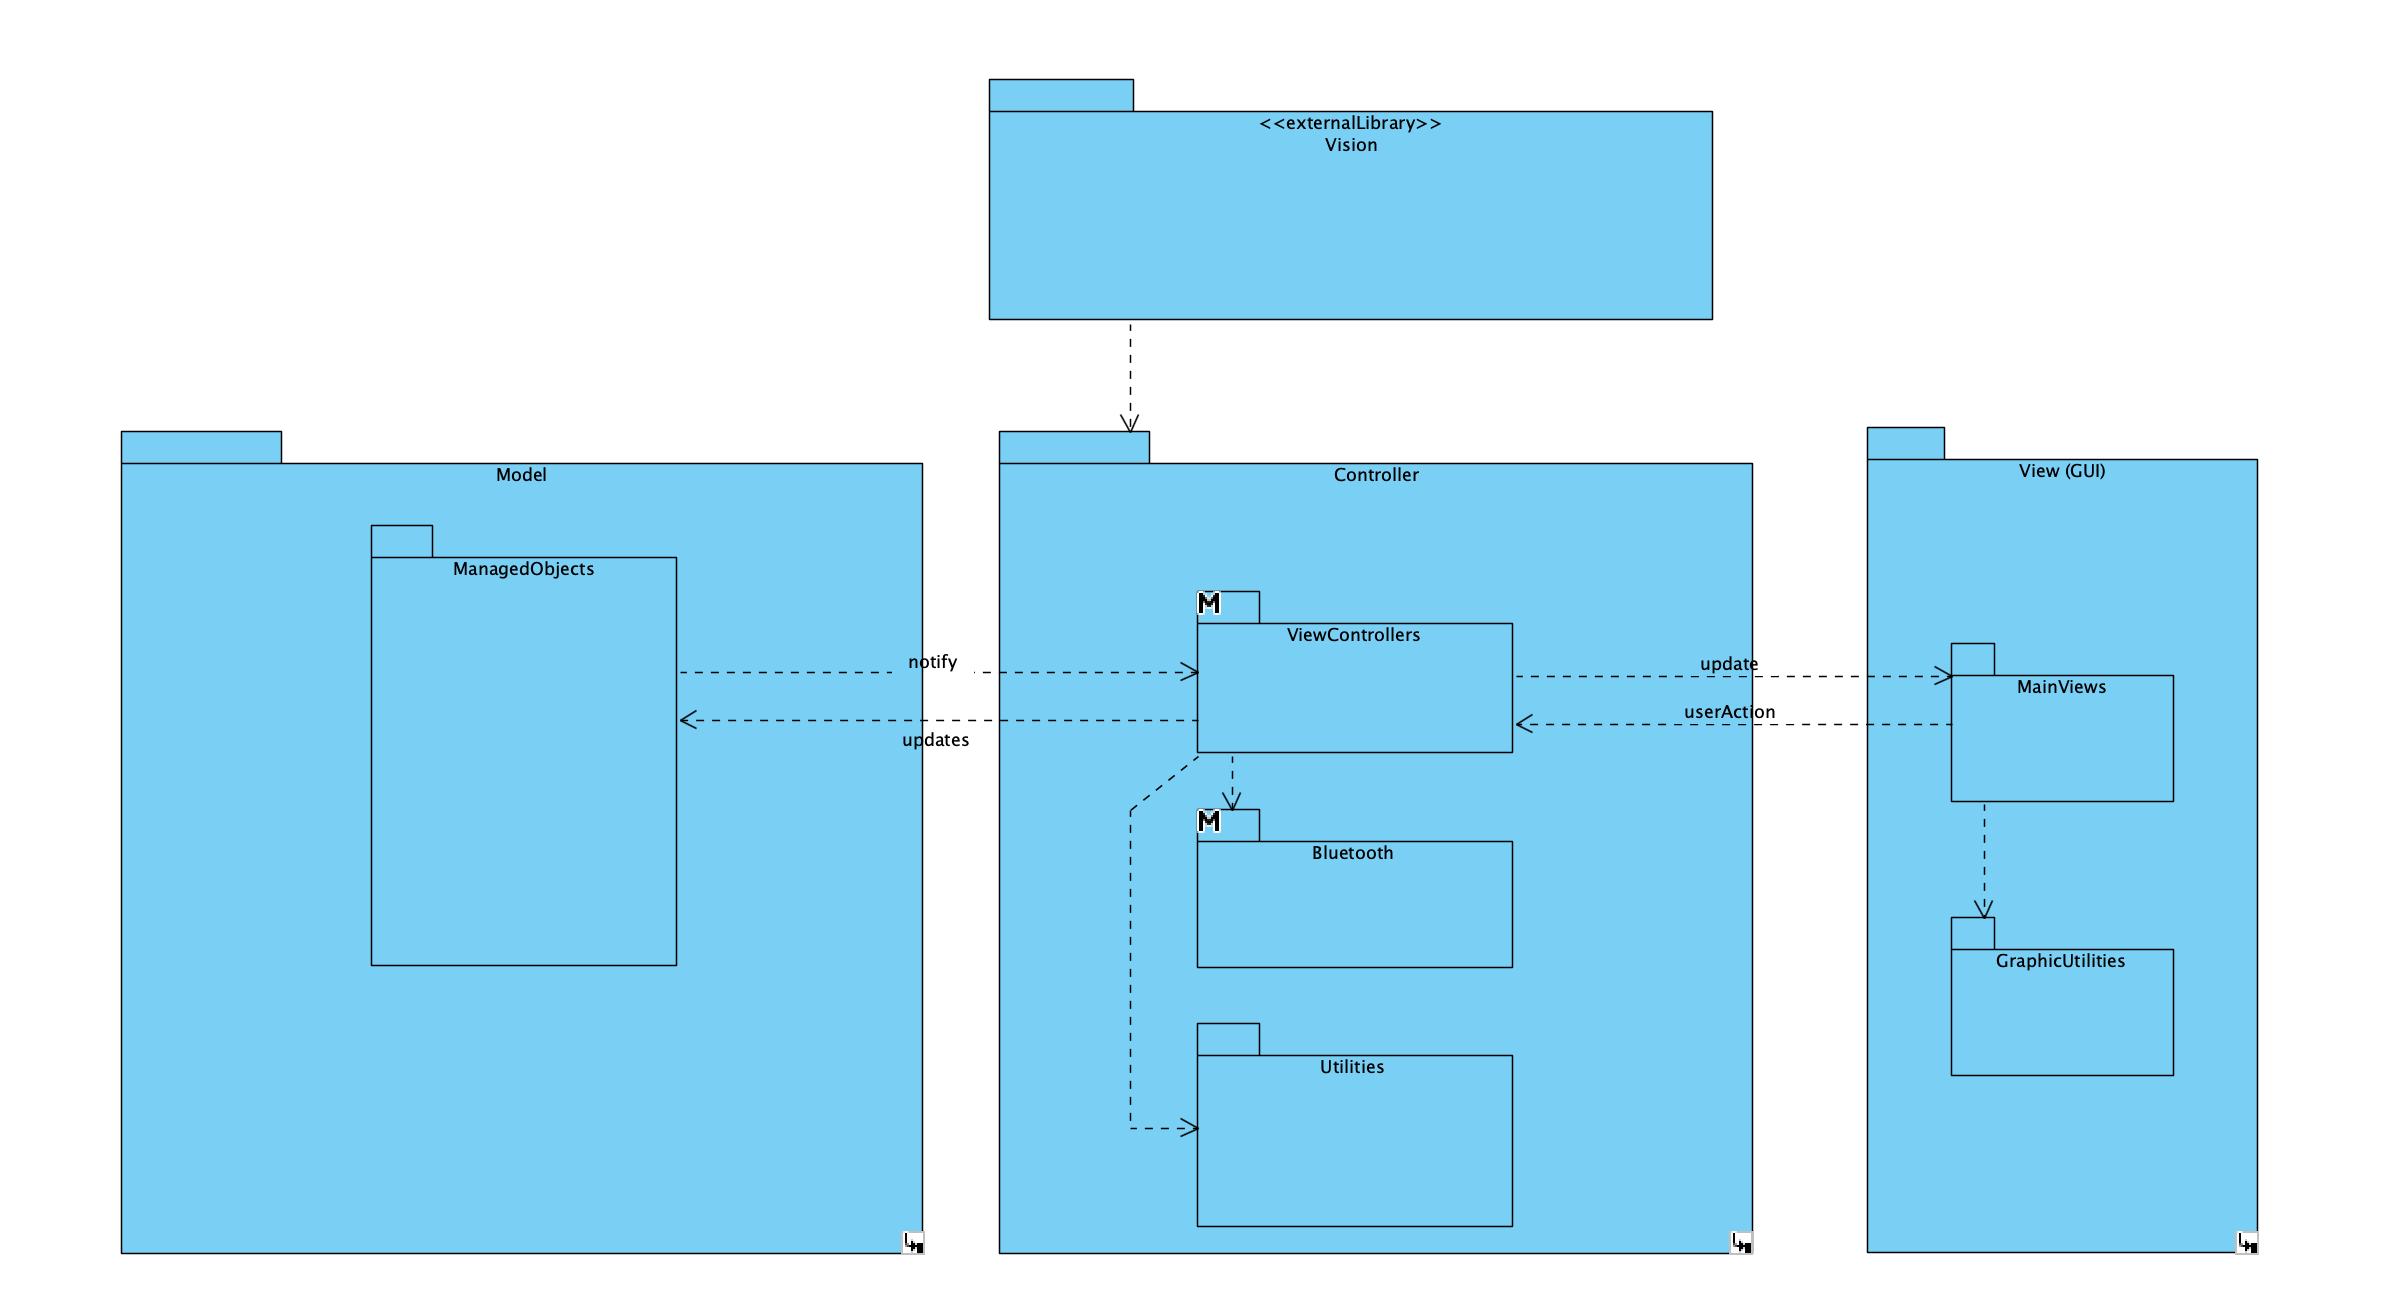 <<externalLibrary>>
Vision
Model
Controller
View (GUI)
ManagedObjects
M
ViewControllers
notify
updates
update
userAction
MainViews
M
Bluetooth
GraphicUtilities
Utilities